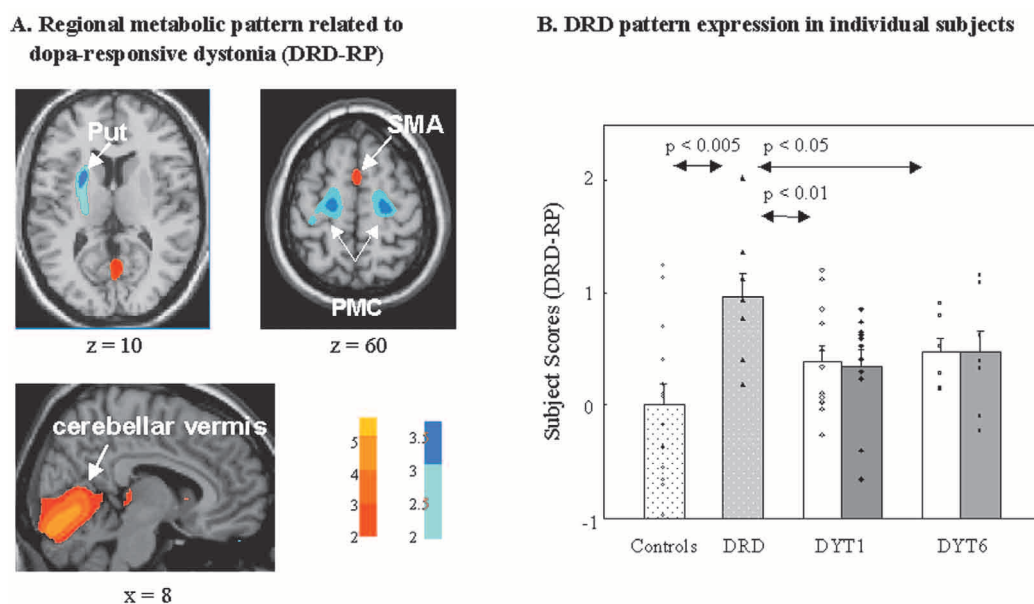 A. Regional metabolic pattern related to
dopa-responsive dystonia (DRD-RP)
Put
z = 10
SMA
PMC
z = 60
cerebellar vermis
x = 8
5
4
3
2
3.5
3
2.5
2
B. DRD pattern expression in individual subjects
p < 0.005
p < 0.05
p < 0.01
Subject Scores (DRD-RP)
2
1
0
-1
Controls
DRD
DYT1
DYT6